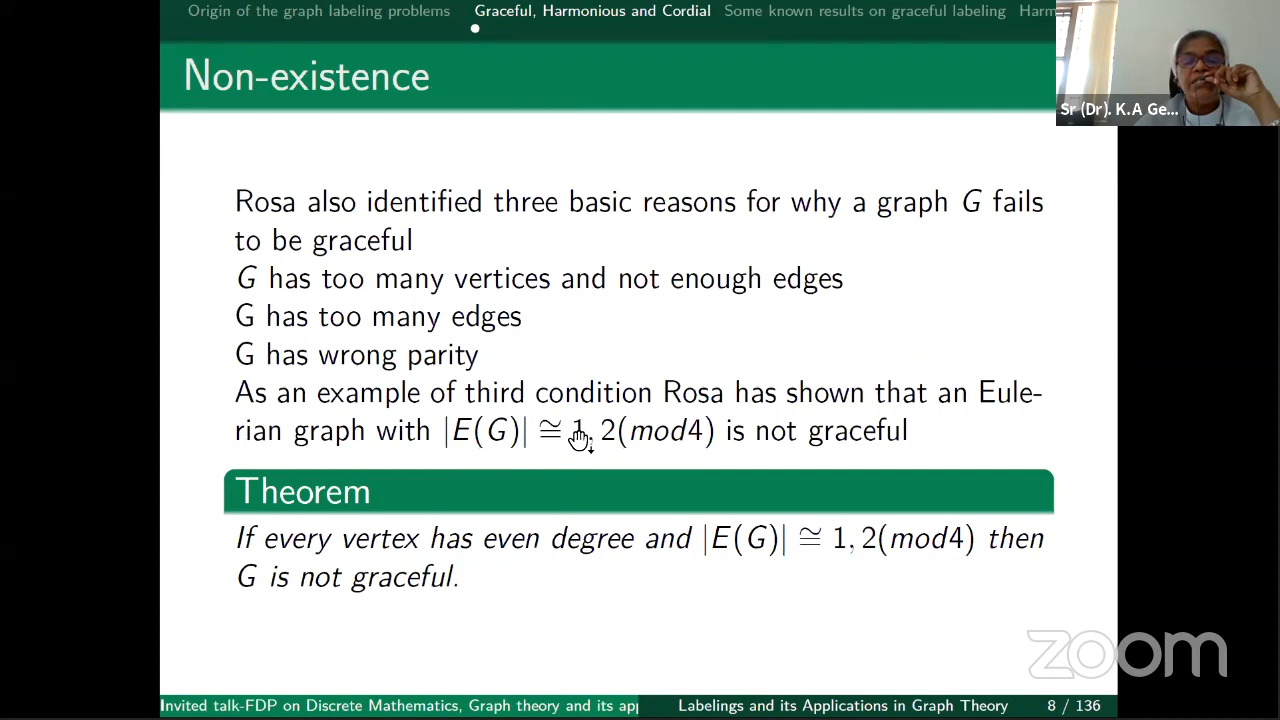 Origin of the graph labeling problems Graceful, Harmonious and Cordial Some known results on graceful labeling Harm
Non-existence
Sr (Dr). K.A Ge...
Rosa also identified three basic reasons for why a graph G fails
to be graceful
G has too many vertices and not enough edges
G has too many edges
G has wrong parity
As an example of third condition Rosa has shown that an Eule-
rian graph with |E(G)| ≅ 1, 2(mod4) is not graceful
Theorem
If every vertex has even degree and |E(G)| ≅ 1, 2(mod4) then
G is not graceful.
zoom
Invited talk-FDP on Discrete Mathematics, Graph theory and its app Labelings and its Applications in Graph Theory 8 / 136